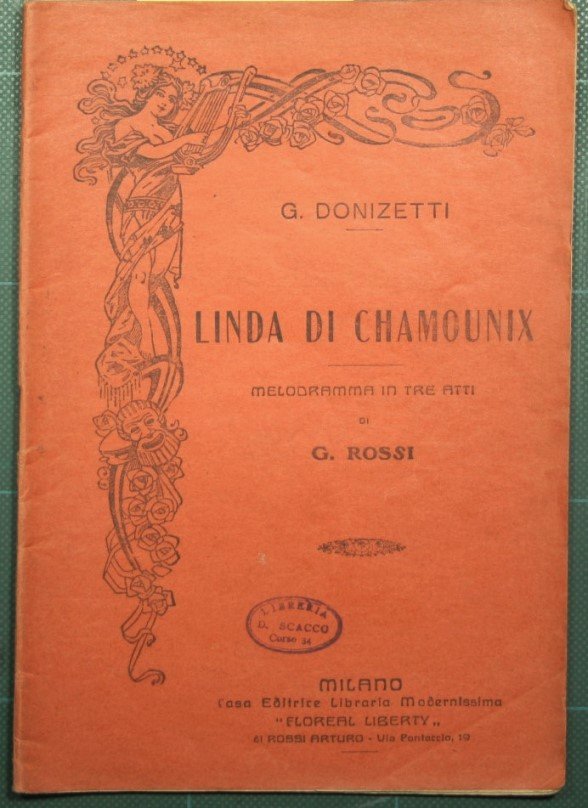 G. DONIZETTI
LINDA DI CHAMOUNIX
MELODRAMMA IN TRE ATTI
DI
G. ROSSI
LIBRERIA
D. SCACCO
Corso 34
MILANO
Casa Editrice Libraria Modernissima
"FLOREAL LIBERTY„
di ROSSI ARTURO - Via Pantaccio, 19